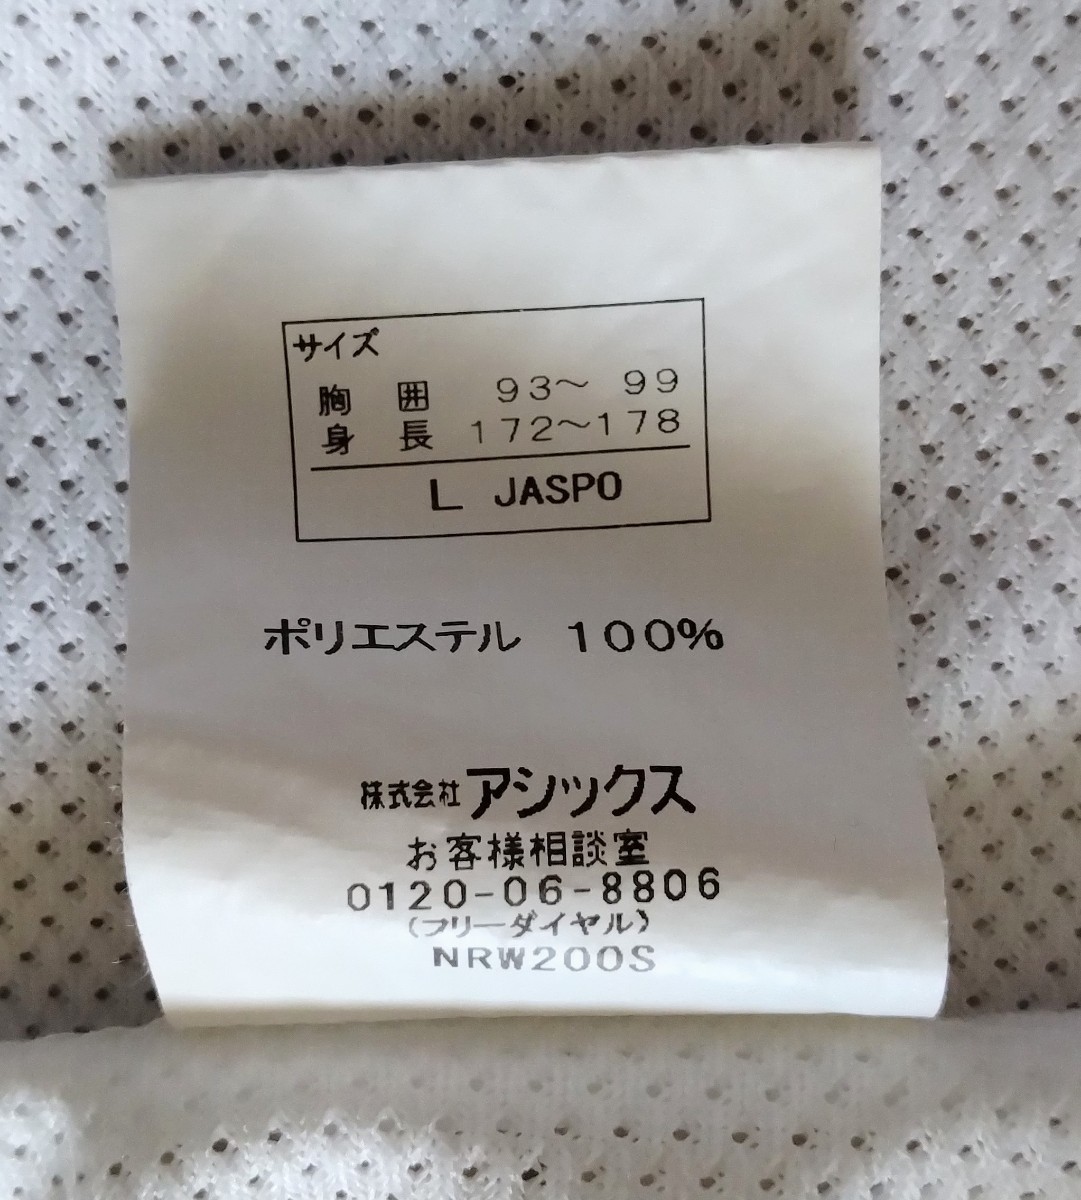 サイズ
胸 囲 93～ 99
身 長 172～178
L JASPO
ポリエステル 100%
株式会社アシックス
お客様相談室
0120-06-8806
(フリーダイヤル)
NRW200S